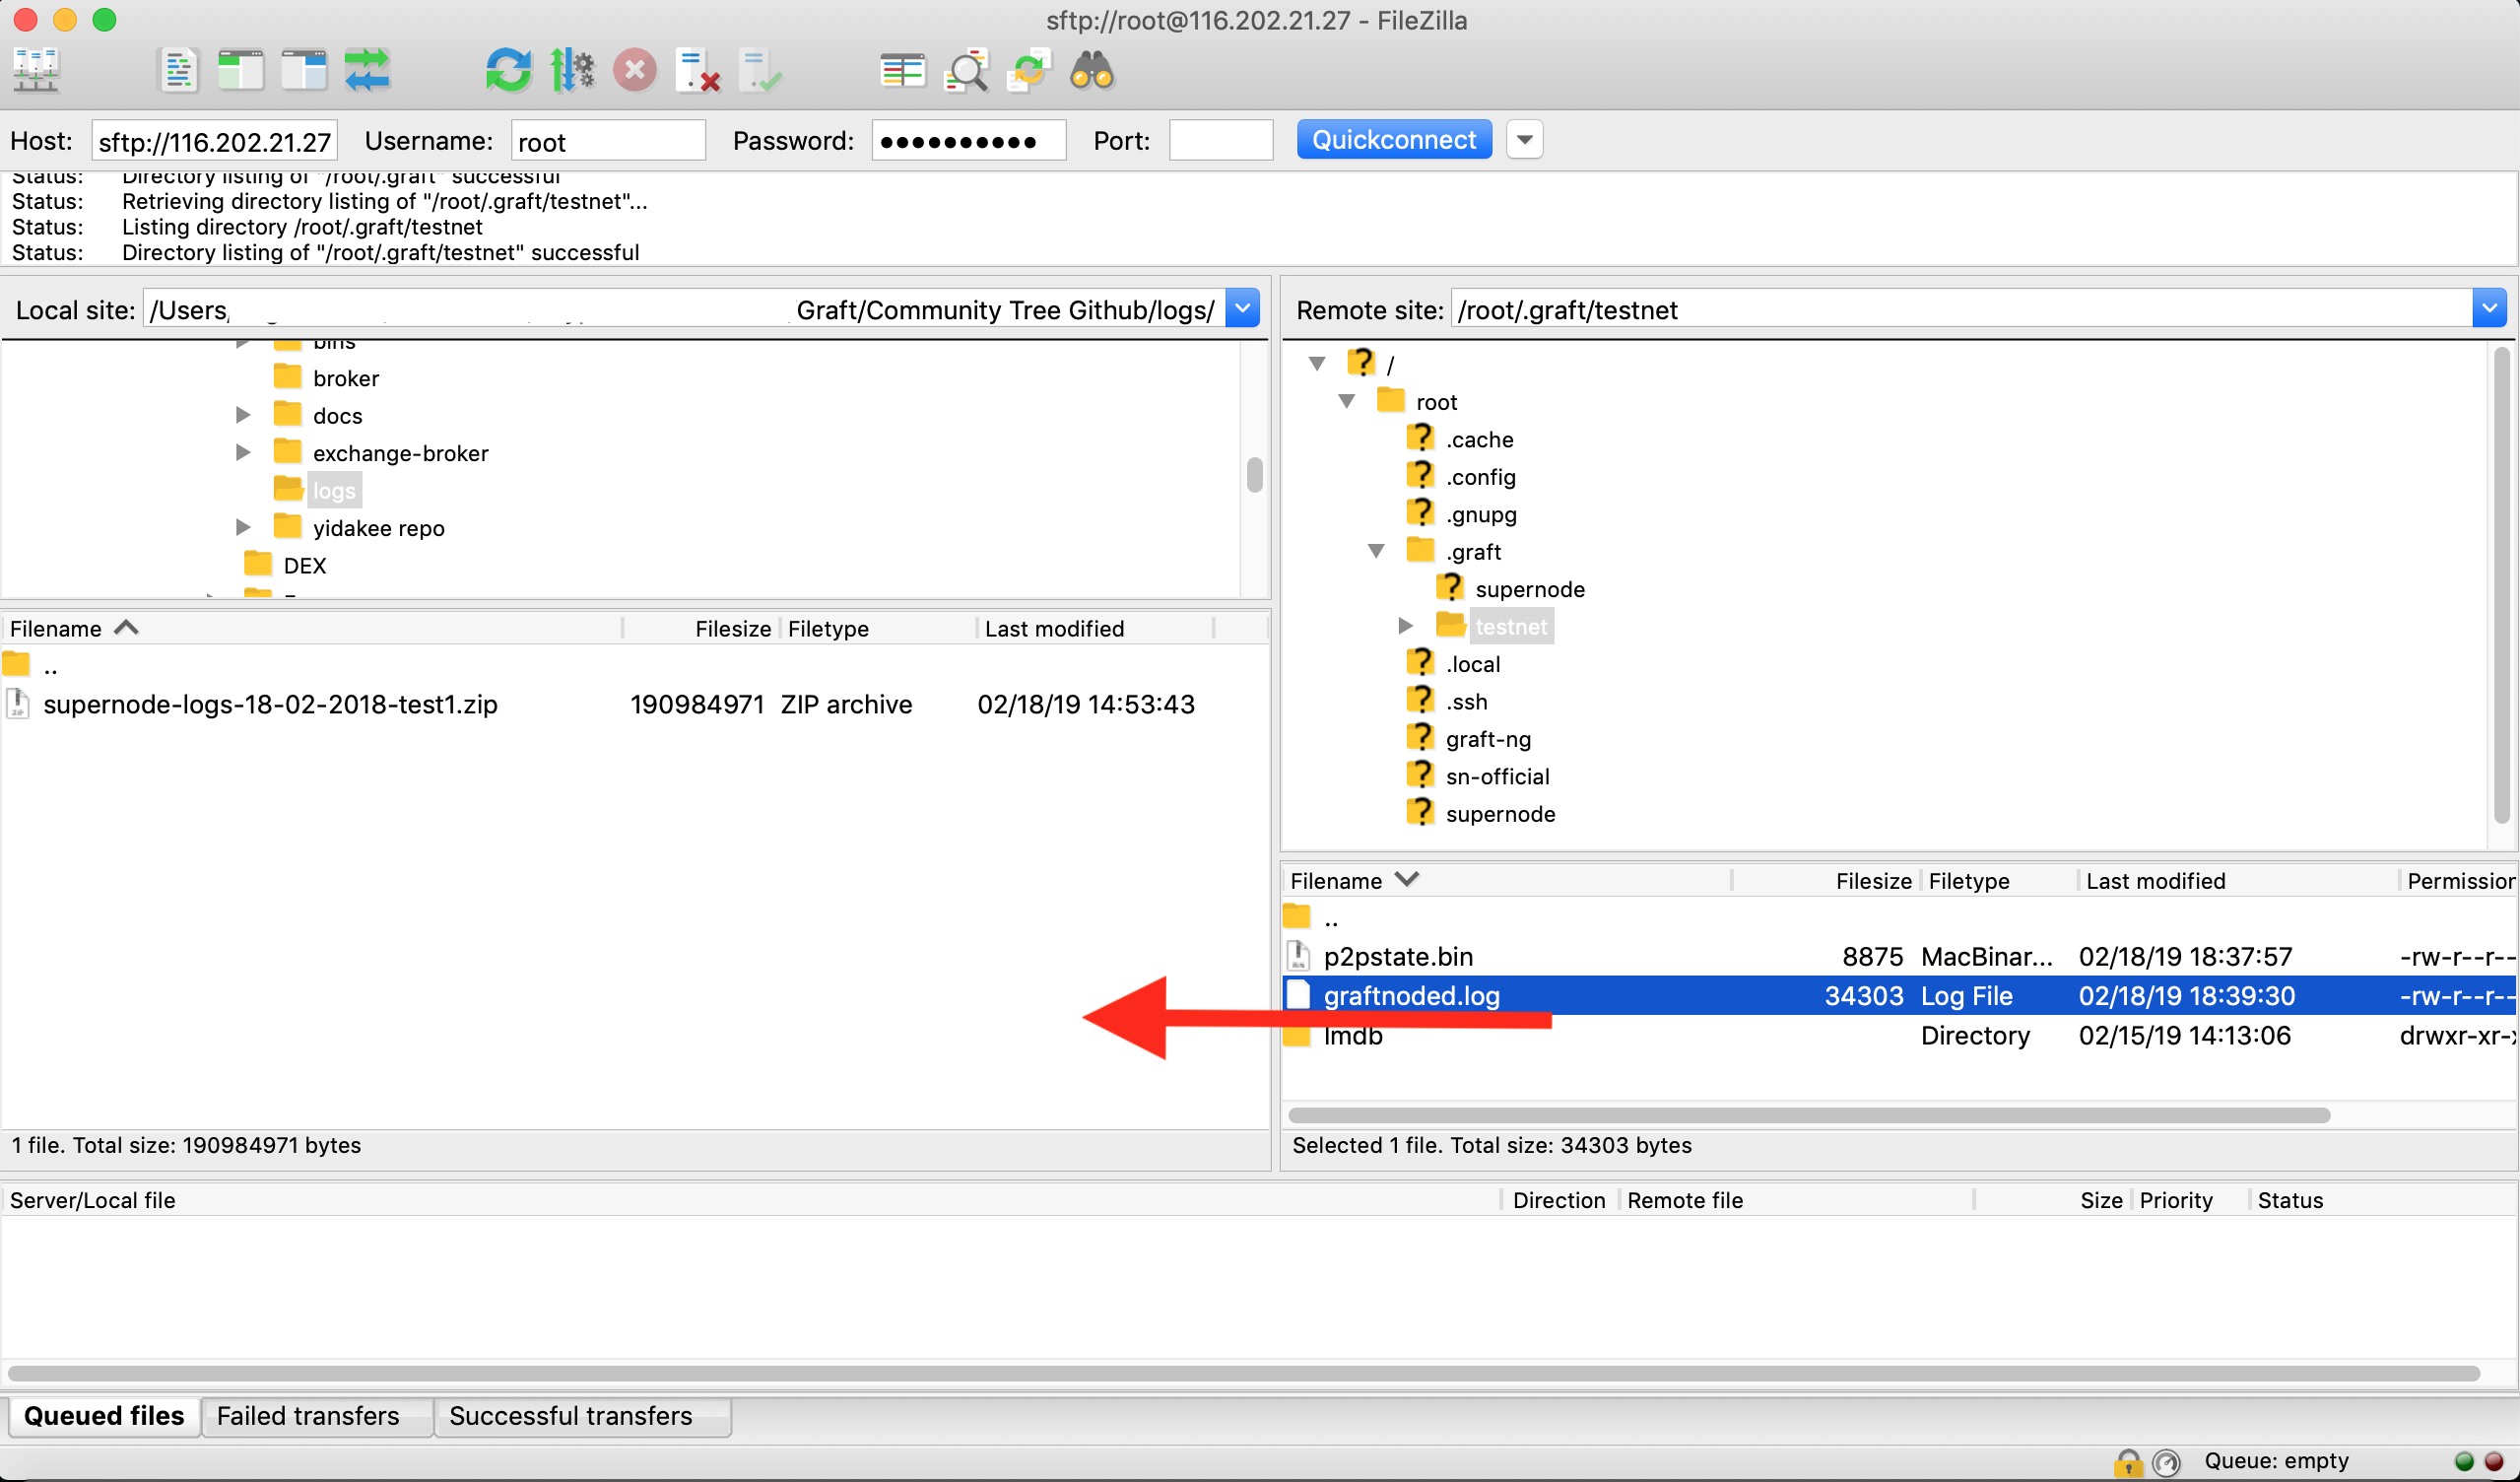 sftp://root@116.202.21.27 - FileZilla
Host: sftp://116.202.21.27 Username: root Password: ●●●●●●●●●● Port: Quickconnect
Status: Directory listing of "/root/.graft" successful
Status: Retrieving directory listing of "/root/.graft/testnet"...
Status: Listing directory /root/.graft/testnet
Status: Directory listing of "/root/.graft/testnet" successful
Local site: /Users/ Graft/Community Tree Github/logs/
bins
broker
docs
exchange-broker
logs
yidakee repo
DEX
Filename Filesize Filetype Last modified
..
supernode-logs-18-02-2018-test1.zip 190984971 ZIP archive 02/18/19 14:53:43
1 file. Total size: 190984971 bytes
Remote site: /root/.graft/testnet
/
root
.cache
.config
.gnupg
.graft
supernode
testnet
.local
.ssh
graft-ng
sn-official
supernode
Filename Filesize Filetype Last modified Permission
..
p2pstate.bin 8875 MacBinar... 02/18/19 18:37:57 -rw-r--r--
graftnoded.log 34303 Log File 02/18/19 18:39:30 -rw-r--r--
lmdb Directory 02/15/19 14:13:06 drwxr-xr-x
Selected 1 file. Total size: 34303 bytes
Server/Local file Direction Remote file Size Priority Status
Queued files Failed transfers Successful transfers
Queue: empty